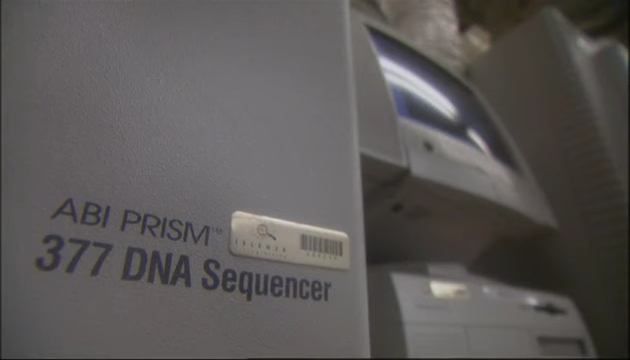 ABI PRISM™
377 DNA Sequencer